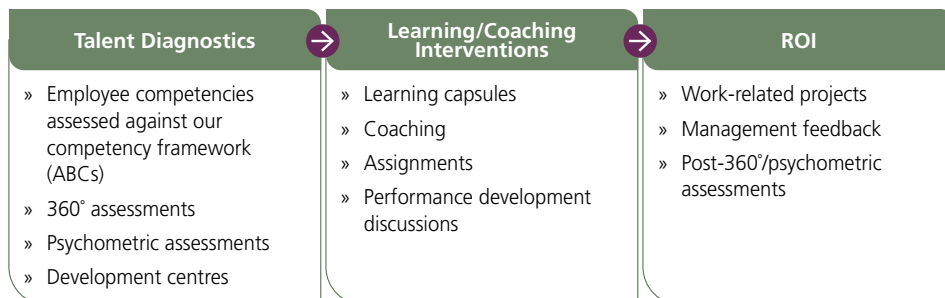 Talent Diagnostics
» Employee competencies
assessed against our
competency framework
(ABCs)
» 360˚ assessments
» Psychometric assessments
» Development centres
Learning/Coaching
Interventions
» Learning capsules
» Coaching
» Assignments
» Performance development
discussions
ROI
» Work-related projects
» Management feedback
» Post-360˚/psychometric
assessments